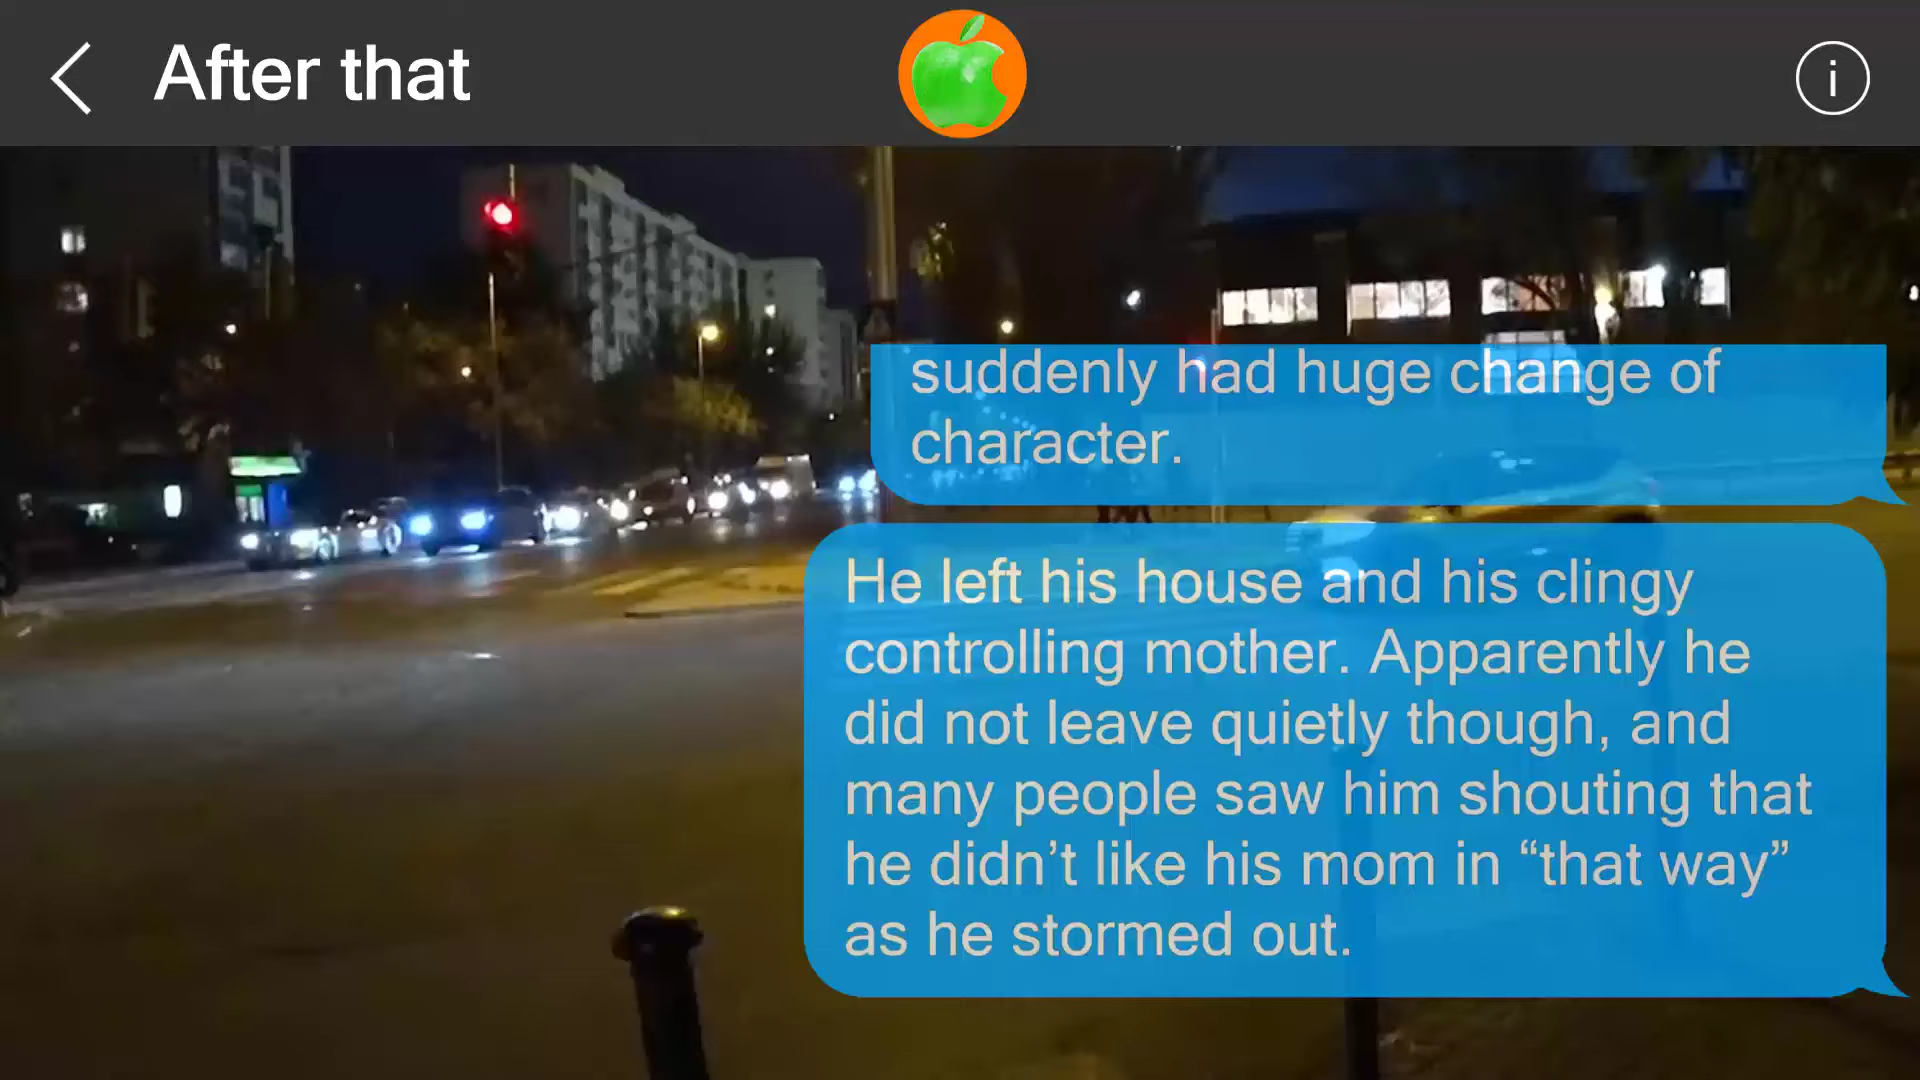 After that
i
suddenly had huge change of
character.
He left his house and his clingy
controlling mother. Apparently he
did not leave quietly though, and
many people saw him shouting that
he didn’t like his mom in “that way”
as he stormed out.